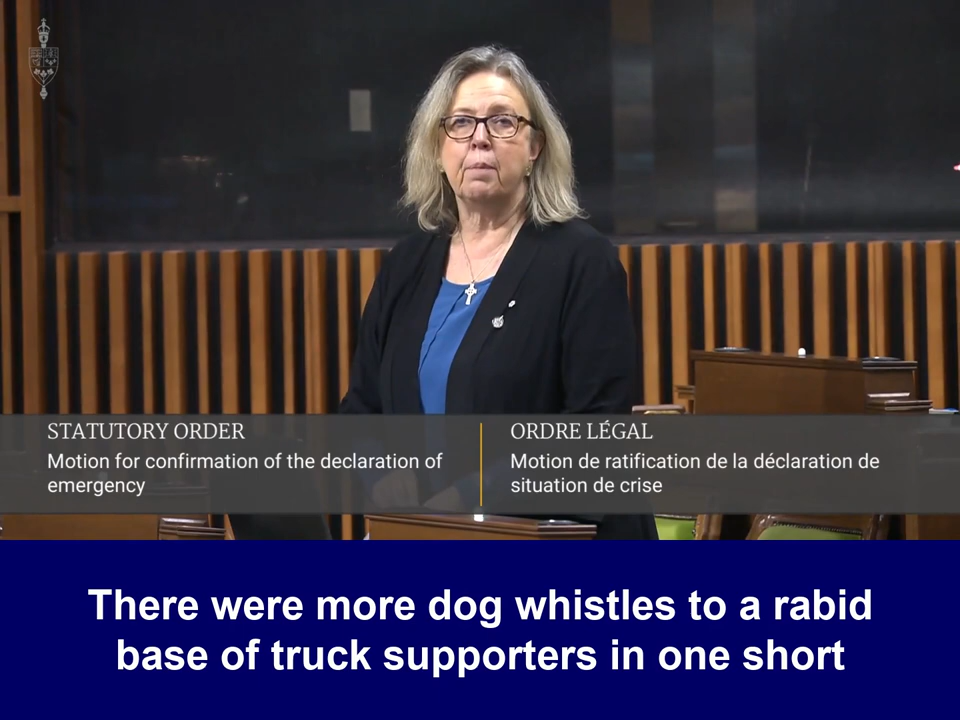 STATUTORY ORDER
Motion for confirmation of the declaration of
emergency
ORDRE LÉGAL
Motion de ratification de la déclaration de
situation de crise
There were more dog whistles to a rabid
base of truck supporters in one short